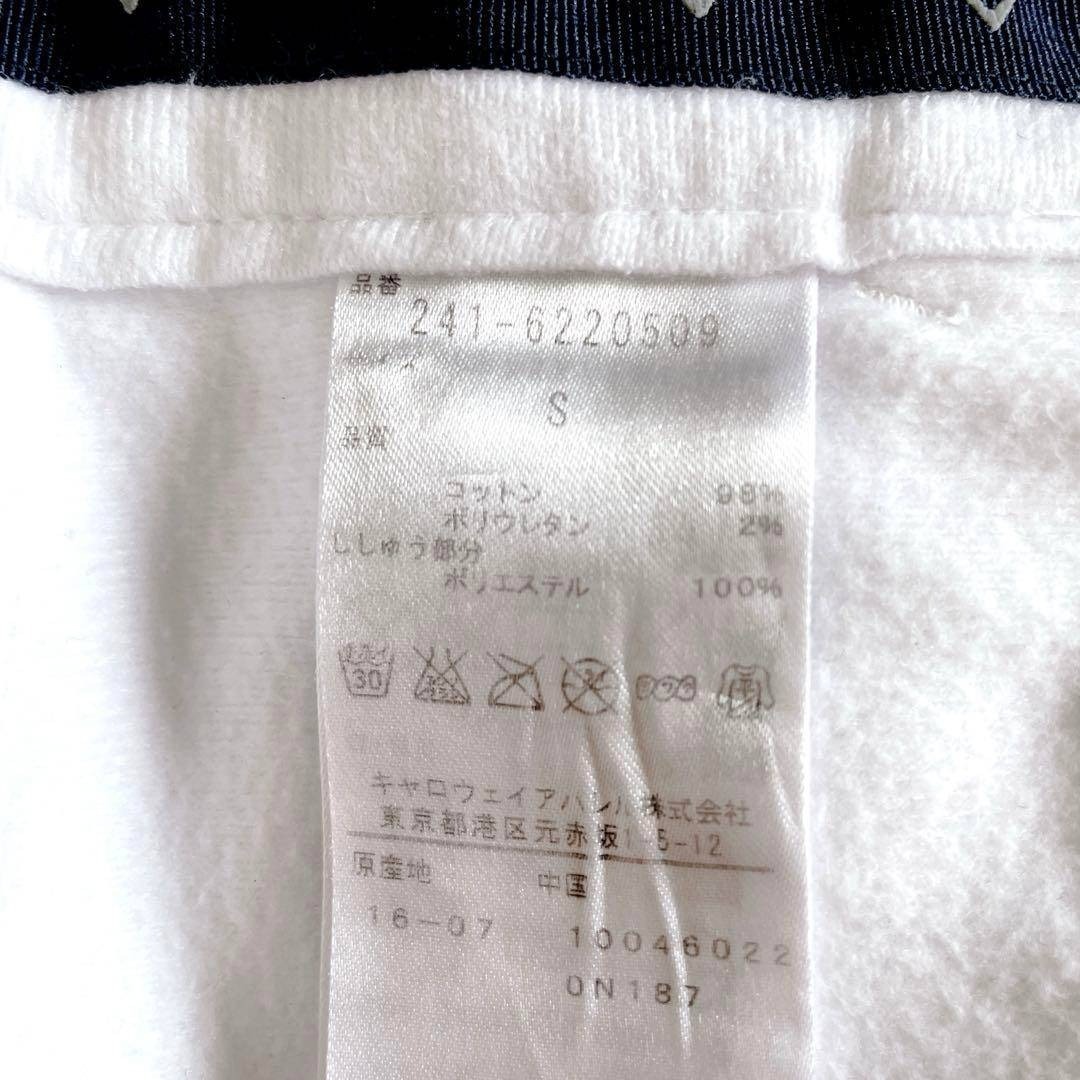 品番
241-6220509
サイズ
S
品質
コットン 98%
ポリウレタン 2%
ししゅう部分
ポリエステル 100%
30
キャロウェイアパレル株式会社
東京都港区元赤坂1-5-12
原産地 中国
16-07 10046022
0N187